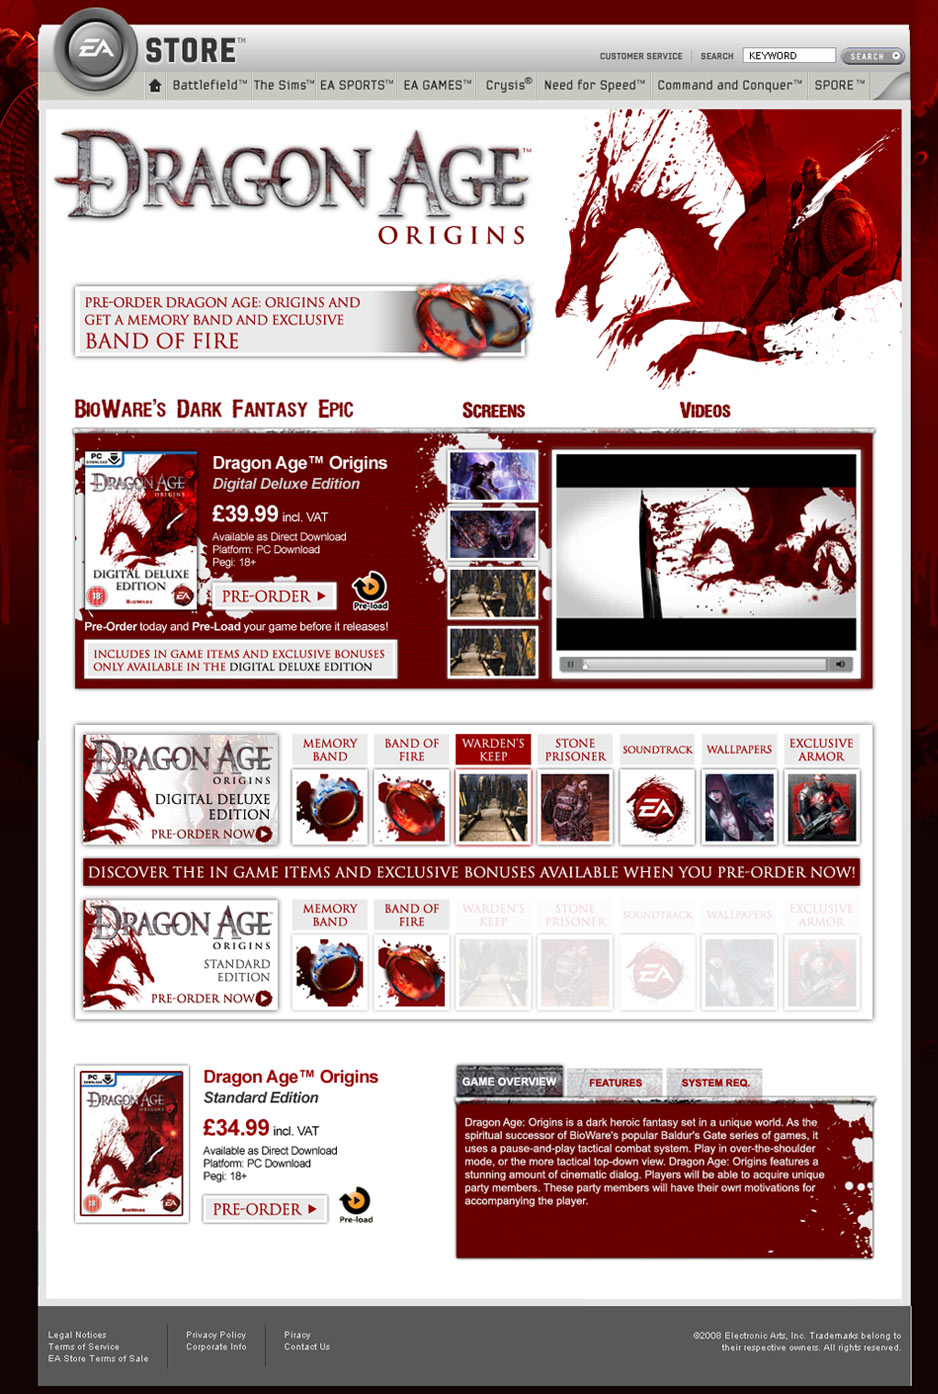 EA STORE™
CUSTOMER SERVICE
SEARCH
KEYWORD
SEARCH
Battlefield™
The Sims™
EA SPORTS™
EA GAMES™
Crysis®
Need for Speed™
Command and Conquer™
SPORE™
DRAGON AGE™
ORIGINS
PRE-ORDER DRAGON AGE: ORIGINS AND
GET A MEMORY BAND AND EXCLUSIVE
BAND OF FIRE
BIOWARE'S DARK FANTASY EPIC
SCREENS
VIDEOS
PC
DOWNLOAD
DRAGON AGE
ORIGINS
DIGITAL DELUXE
EDITION
18
BIOWARE
EA
Dragon Age™ Origins
Digital Deluxe Edition
£39.99 incl. VAT
Available as Direct Download
Platform: PC Download
Pegi: 18+
PRE-ORDER
Pre-load
Pre-Order today and Pre-Load your game before it releases!
INCLUDES IN GAME ITEMS AND EXCLUSIVE BONUSES
ONLY AVAILABLE IN THE DIGITAL DELUXE EDITION
DRAGON AGE
ORIGINS
DIGITAL DELUXE
EDITION
PRE-ORDER NOW
MEMORY
BAND
BAND OF
FIRE
WARDEN'S
KEEP
STONE
PRISONER
SOUNDTRACK
WALLPAPERS
EXCLUSIVE
ARMOR
EA
DISCOVER THE IN GAME ITEMS AND EXCLUSIVE BONUSES AVAILABLE WHEN YOU PRE-ORDER NOW!
DRAGON AGE
ORIGINS
STANDARD
EDITION
PRE-ORDER NOW
MEMORY
BAND
BAND OF
FIRE
WARDEN'S
KEEP
STONE
PRISONER
SOUNDTRACK
WALLPAPERS
EXCLUSIVE
ARMOR
EA
PC
DOWNLOAD
DRAGON AGE
ORIGINS
18
BIOWARE
EA
Dragon Age™ Origins
Standard Edition
£34.99 incl. VAT
Available as Direct Download
Platform: PC Download
Pegi: 18+
PRE-ORDER
Pre-load
GAME OVERVIEW
FEATURES
SYSTEM REQ.
Dragon Age: Origins is a dark heroic fantasy set in a unique world. As the
spiritual successor of BioWare's popular Baldur's Gate series of games, it
uses a pause-and-play tactical combat system. Play in over-the-shoulder
mode, or the more tactical top-down view. Dragon Age: Origins features a
stunning amount of cinematic dialog. Players will be able to acquire unique
party members. These party members will have their own motivations for
accompanying the player.
Legal Notices
Terms of Service
EA Store Terms of Sale
Privacy Policy
Corporate Info
Piracy
Contact Us
©2008 Electronic Arts, Inc. Trademarks belong to
their respective owners. All rights reserved.